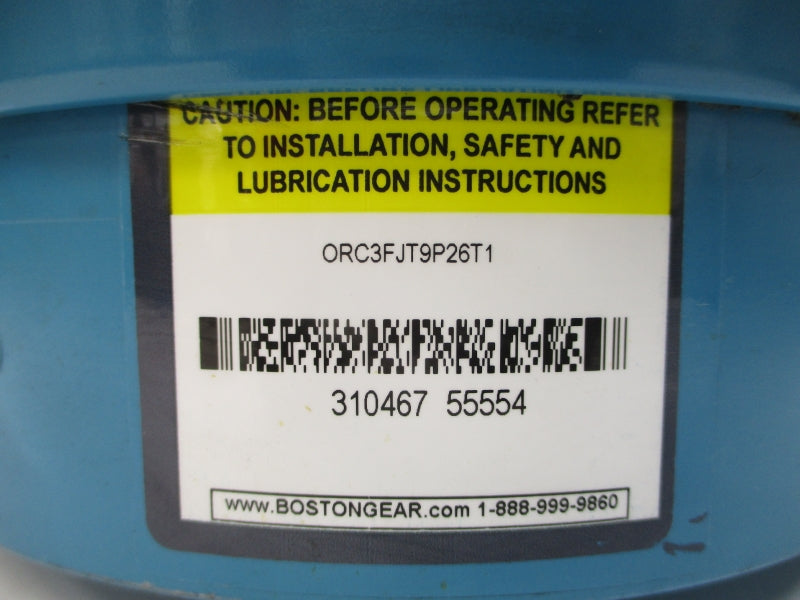 CAUTION: BEFORE OPERATING REFER
TO INSTALLATION, SAFETY AND
LUBRICATION INSTRUCTIONS
ORC3FJT9P26T1
310467 55554
www.BOSTONGEAR.com 1-888-999-9860